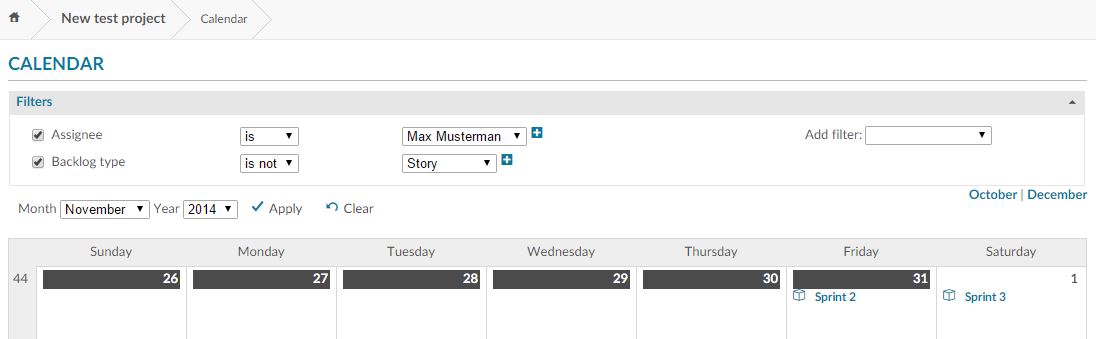 New test project Calendar
CALENDAR
Filters
Assignee is Max Musterman Add filter:
Backlog type is not Story
October | December
Month November Year 2014 Apply Clear
Sunday Monday Tuesday Wednesday Thursday Friday Saturday
44 26 27 28 29 30 31 1
Sprint 2 Sprint 3